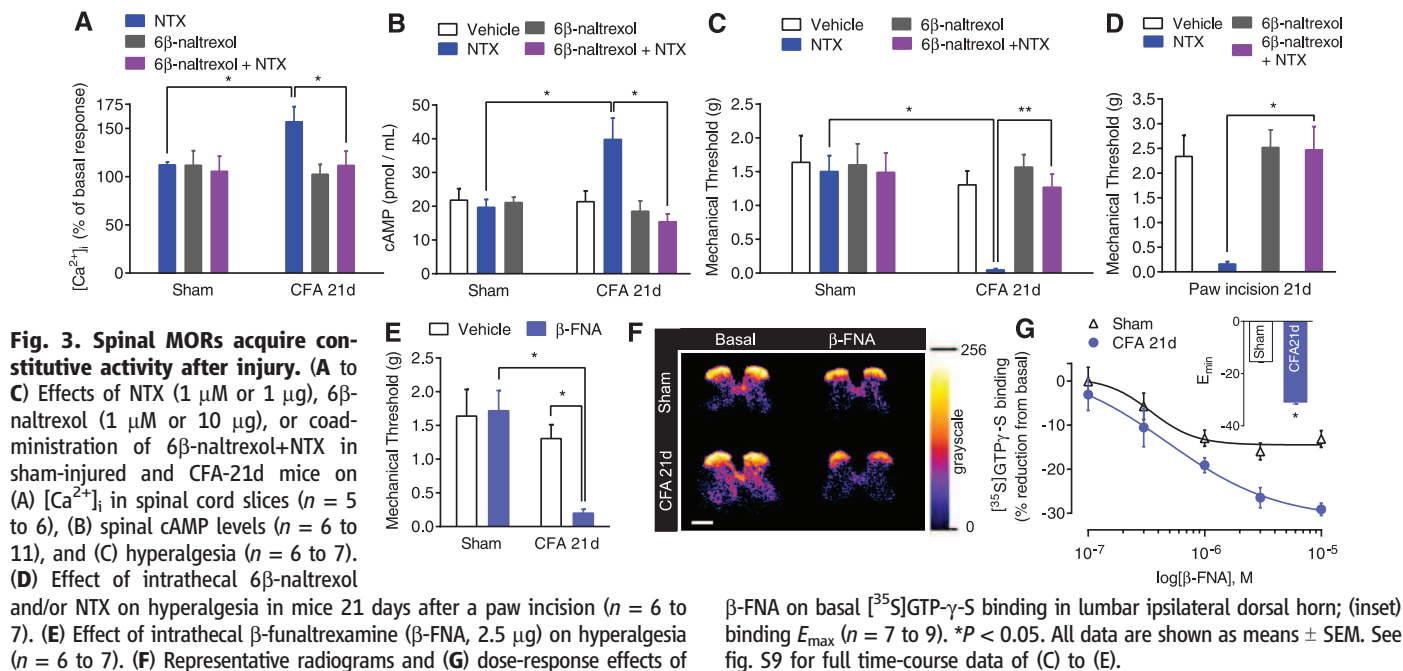 A
NTX
6β-naltrexol
6β-naltrexol + NTX
[Ca²⁺]ᵢ (% of basal response)
175
150
100
50
0
*
*
Sham
CFA 21d
B
Vehicle
6β-naltrexol
NTX
6β-naltrexol + NTX
cAMP (pmol / mL)
50
40
30
20
10
0
*
*
Sham
CFA 21d
C
Vehicle
6β-naltrexol
NTX
6β-naltrexol +NTX
Mechanical Threshold (g)
2.5
2.0
1.5
1.0
0.5
0.0
*
**
Sham
CFA 21d
D
Vehicle
6β-naltrexol
NTX
6β-naltrexol
+ NTX
Mechanical Threshold (g)
3.5
3.0
2.5
2.0
1.5
1.0
0.5
0.0
*
Paw incision 21d
E
Vehicle
β-FNA
Mechanical Threshold (g)
2.5
2.0
1.5
1.0
0.5
0.0
*
*
Sham
CFA 21d
F
Basal
β-FNA
Sham
CFA 21d
256
grayscale
0
G
Sham
CFA 21d
[³⁵S]GTPγ-S binding
(% reduction from basal)
0
-10
-20
-30
10⁻⁷
10⁻⁶
10⁻⁵
log[β-FNA], M
Eₘᵢₙ
0
-20
-40
Sham
CFA21d
*
Fig. 3. Spinal MORs acquire con-
stitutive activity after injury. (A to
C) Effects of NTX (1 μM or 1 μg), 6β-
naltrexol (1 μM or 10 μg), or coad-
ministration of 6β-naltrexol+NTX in
sham-injured and CFA-21d mice on
(A) [Ca²⁺]ᵢ in spinal cord slices (n = 5
to 6), (B) spinal cAMP levels (n = 6 to
11), and (C) hyperalgesia (n = 6 to 7).
(D) Effect of intrathecal 6β-naltrexol
and/or NTX on hyperalgesia in mice 21 days after a paw incision (n = 6 to
7). (E) Effect of intrathecal β-funaltrexamine (β-FNA, 2.5 μg) on hyperalgesia
(n = 6 to 7). (F) Representative radiograms and (G) dose-response effects of
β-FNA on basal [³⁵S]GTP-γ-S binding in lumbar ipsilateral dorsal horn; (inset)
binding Eₘₐₓ (n = 7 to 9). *P < 0.05. All data are shown as means ± SEM. See
fig. S9 for full time-course data of (C) to (E).